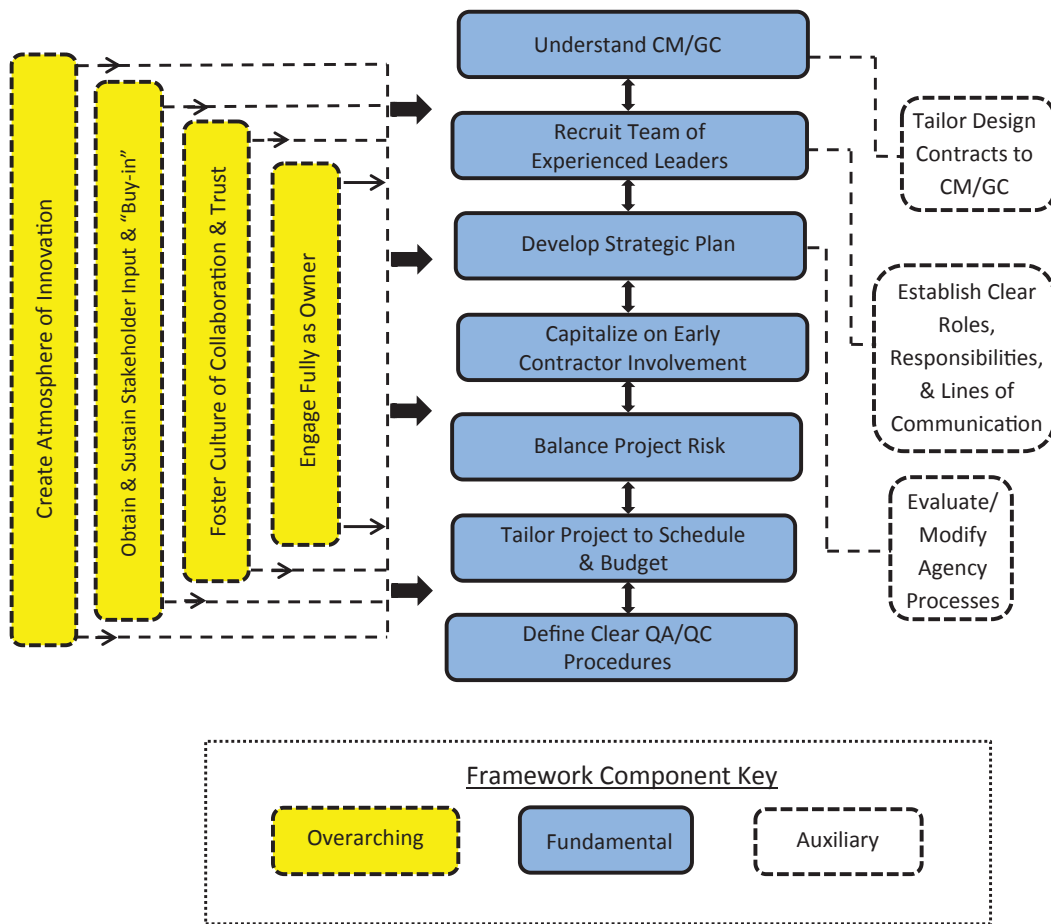 Create Atmosphere of Innovation
Obtain & Sustain Stakeholder Input & “Buy-in”
Foster Culture of Collaboration & Trust
Engage Fully as Owner
Understand CM/GC
Recruit Team of
Experienced Leaders
Develop Strategic Plan
Capitalize on Early
Contractor Involvement
Balance Project Risk
Tailor Project to Schedule
& Budget
Define Clear QA/QC
Procedures
Tailor Design
Contracts to
CM/GC
Establish Clear
Roles,
Responsibilities,
& Lines of
Communication
Evaluate/
Modify
Agency
Processes
Framework Component Key
Overarching
Fundamental
Auxiliary